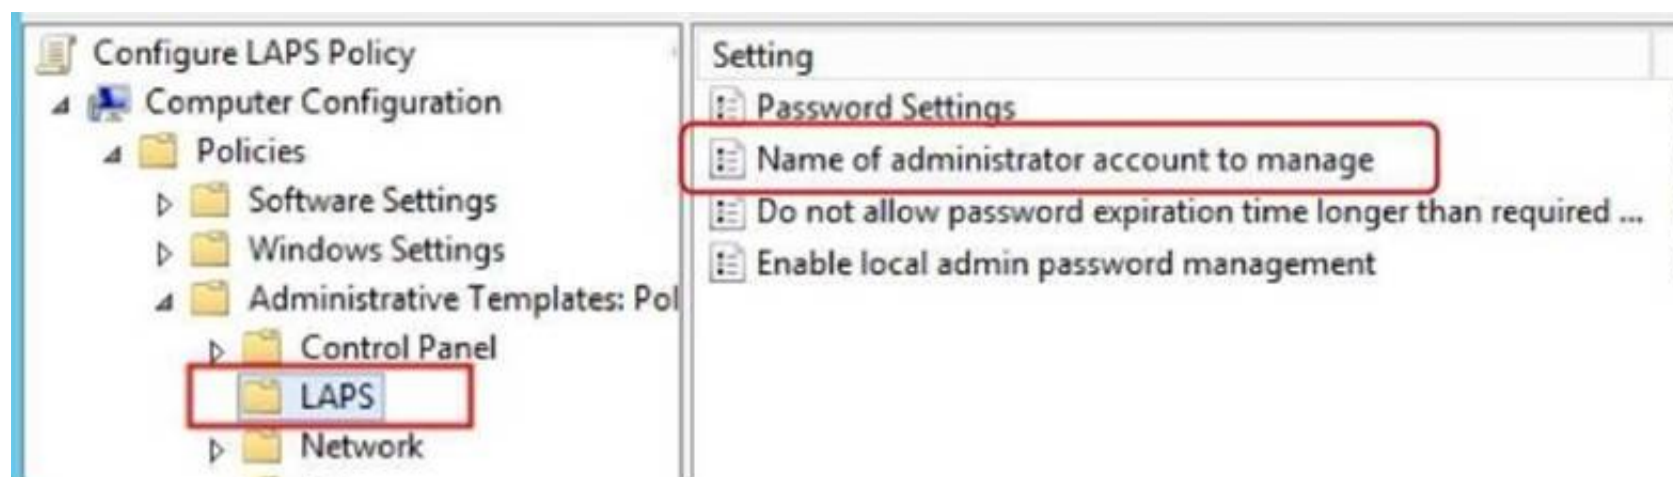 Configure LAPS Policy
Computer Configuration
Policies
Software Settings
Windows Settings
Administrative Templates: Pol
Control Panel
LAPS
Network
Setting
Password Settings
Name of administrator account to manage
Do not allow password expiration time longer than required ...
Enable local admin password management